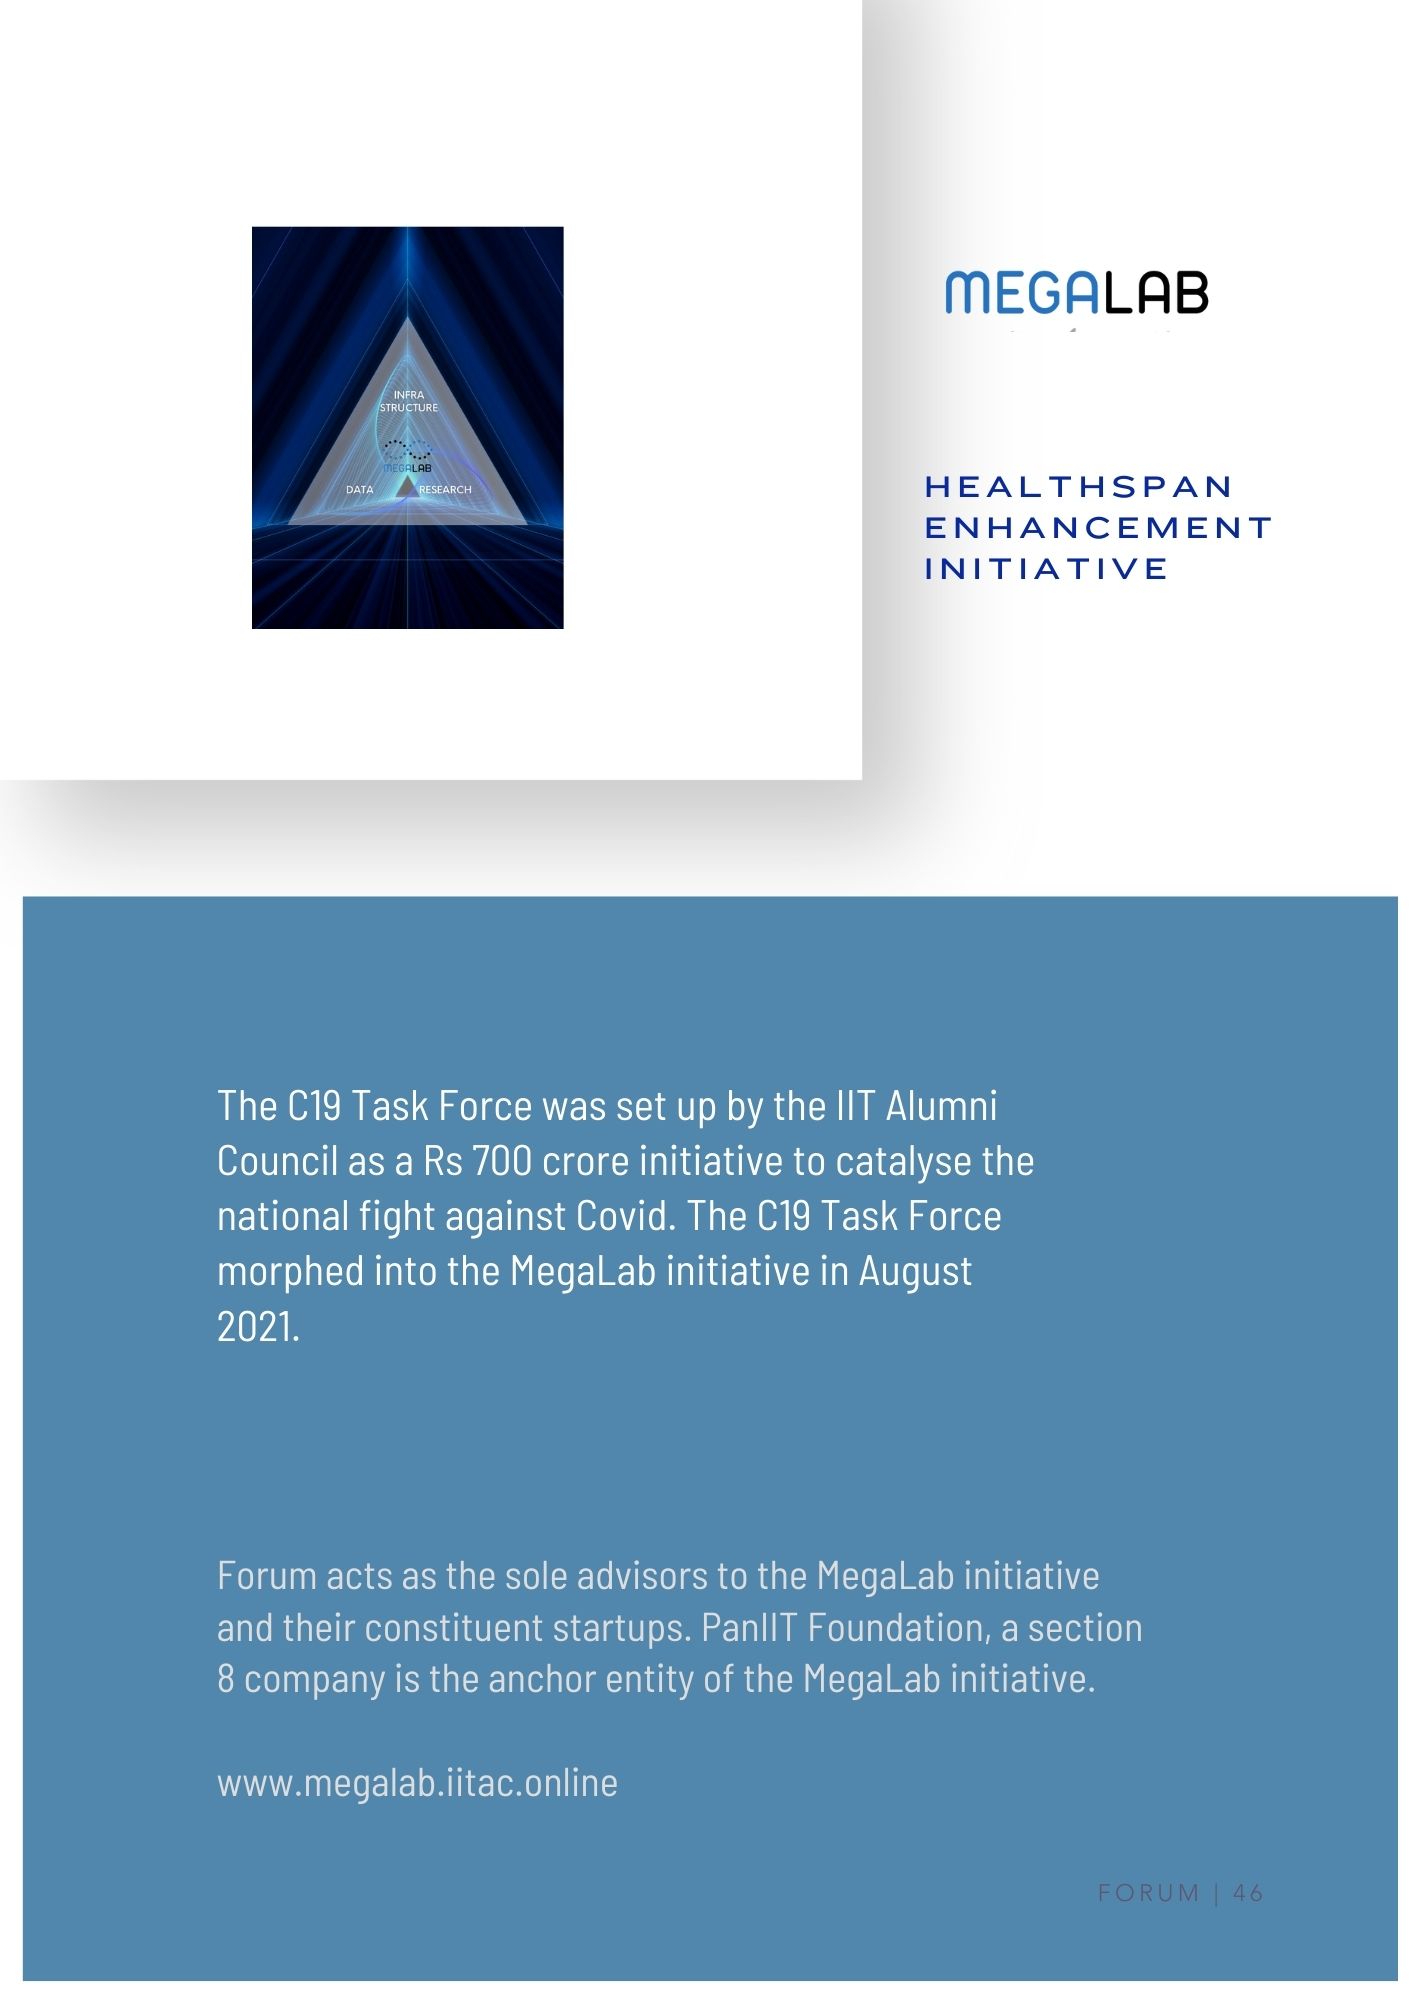 INFRA
STRUCTURE
MEGALAB
DATA
RESEARCH
MEGALAB
HEALTHSPAN
ENHANCEMENT
INITIATIVE
The C19 Task Force was set up by the IIT Alumni
Council as a Rs 700 crore initiative to catalyse the
national fight against Covid. The C19 Task Force
morphed into the MegaLab initiative in August
2021.
Forum acts as the sole advisors to the MegaLab initiative
and their constituent startups. PanIIT Foundation, a section
8 company is the anchor entity of the MegaLab initiative.
www.megalab.iitac.online
FORUM | 46